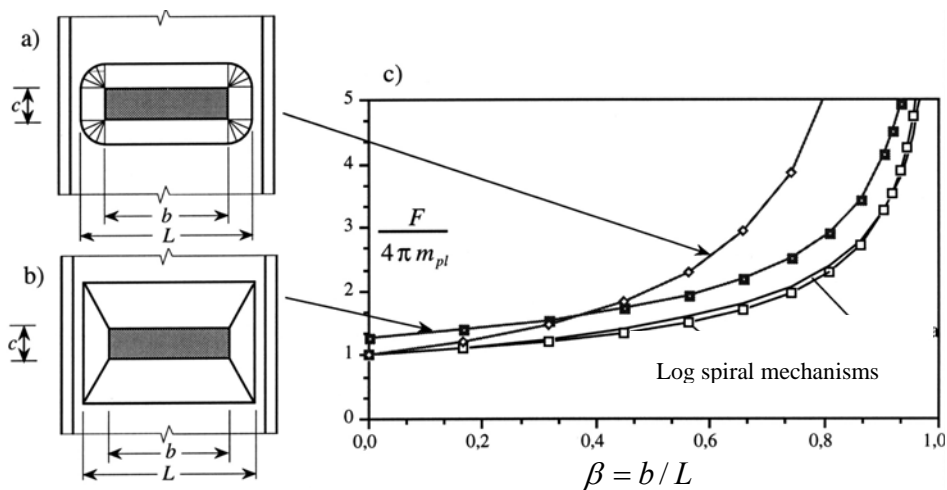 a)
c
b
L
b)
c
b
L
c)
5
4
3
2
1
0
F
4π m_pl
Log spiral mechanisms
0,0 0,2 0,4 0,6 0,8 1,0
β = b / L